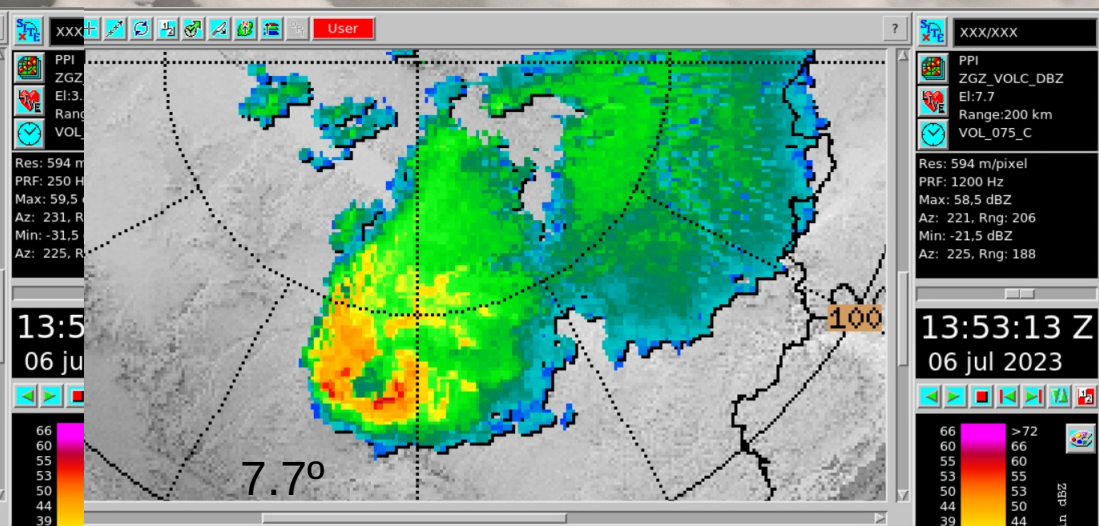 SITE
xxx
PPI
ZGZ
El:3.
Rang
VOL_
Res: 594 m
PRF: 250 H
Max: 59,5
Az: 231, R
Min: -31,5
Az: 225, R
13:5
06 ju
66
60
55
53
50
44
39
User
?
100
7.7º
SITE
XXX/XXX
PPI
ZGZ_VOLC_DBZ
El:7.7
Range:200 km
VOL_075_C
Res: 594 m/pixel
PRF: 1200 Hz
Max: 58,5 dBZ
Az: 221, Rng: 206
Min: -21,5 dBZ
Az: 225, Rng: 188
13:53:13 Z
06 jul 2023
66 >72
60 66
55 60
53 55
50 53
44 50
39 44
n dBZ